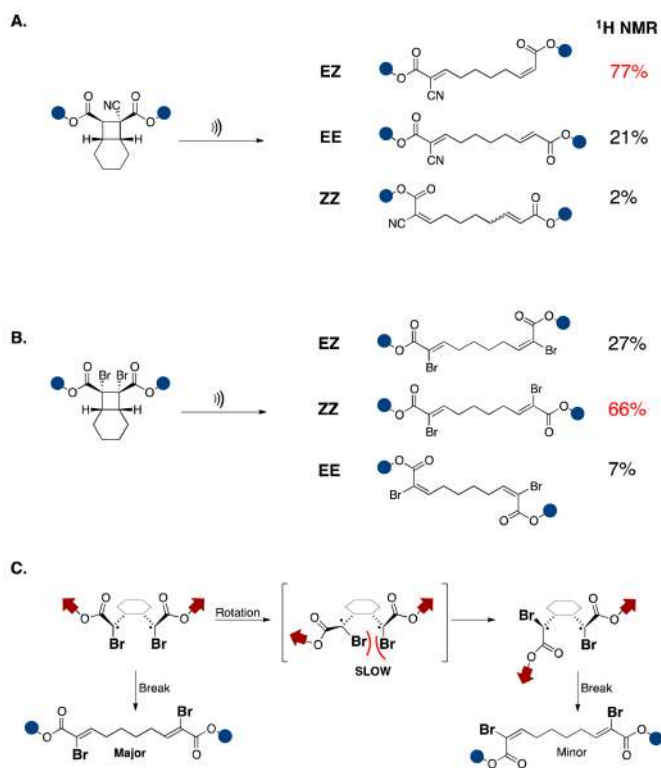 A.
¹H NMR
O
NC
O
O
O
H
H
EZ
O
O
CN
O
O
77%
EE
O
O
CN
O
O
21%
ZZ
O
O
NC
O
O
2%
B.
O
Br
Br
O
O
O
H
H
EZ
O
O
Br
O
O
Br
27%
ZZ
O
O
Br
Br
O
O
66%
EE
O
O
Br
Br
O
O
7%
C.
O
O
Br
Br
O
O
Rotation
O
O
Br
Br
O
O
SLOW
Br
O
O
Br
O
O
Break
Break
O
O
Br
Br
O
O
Major
Br
O
O
Br
O
O
Minor